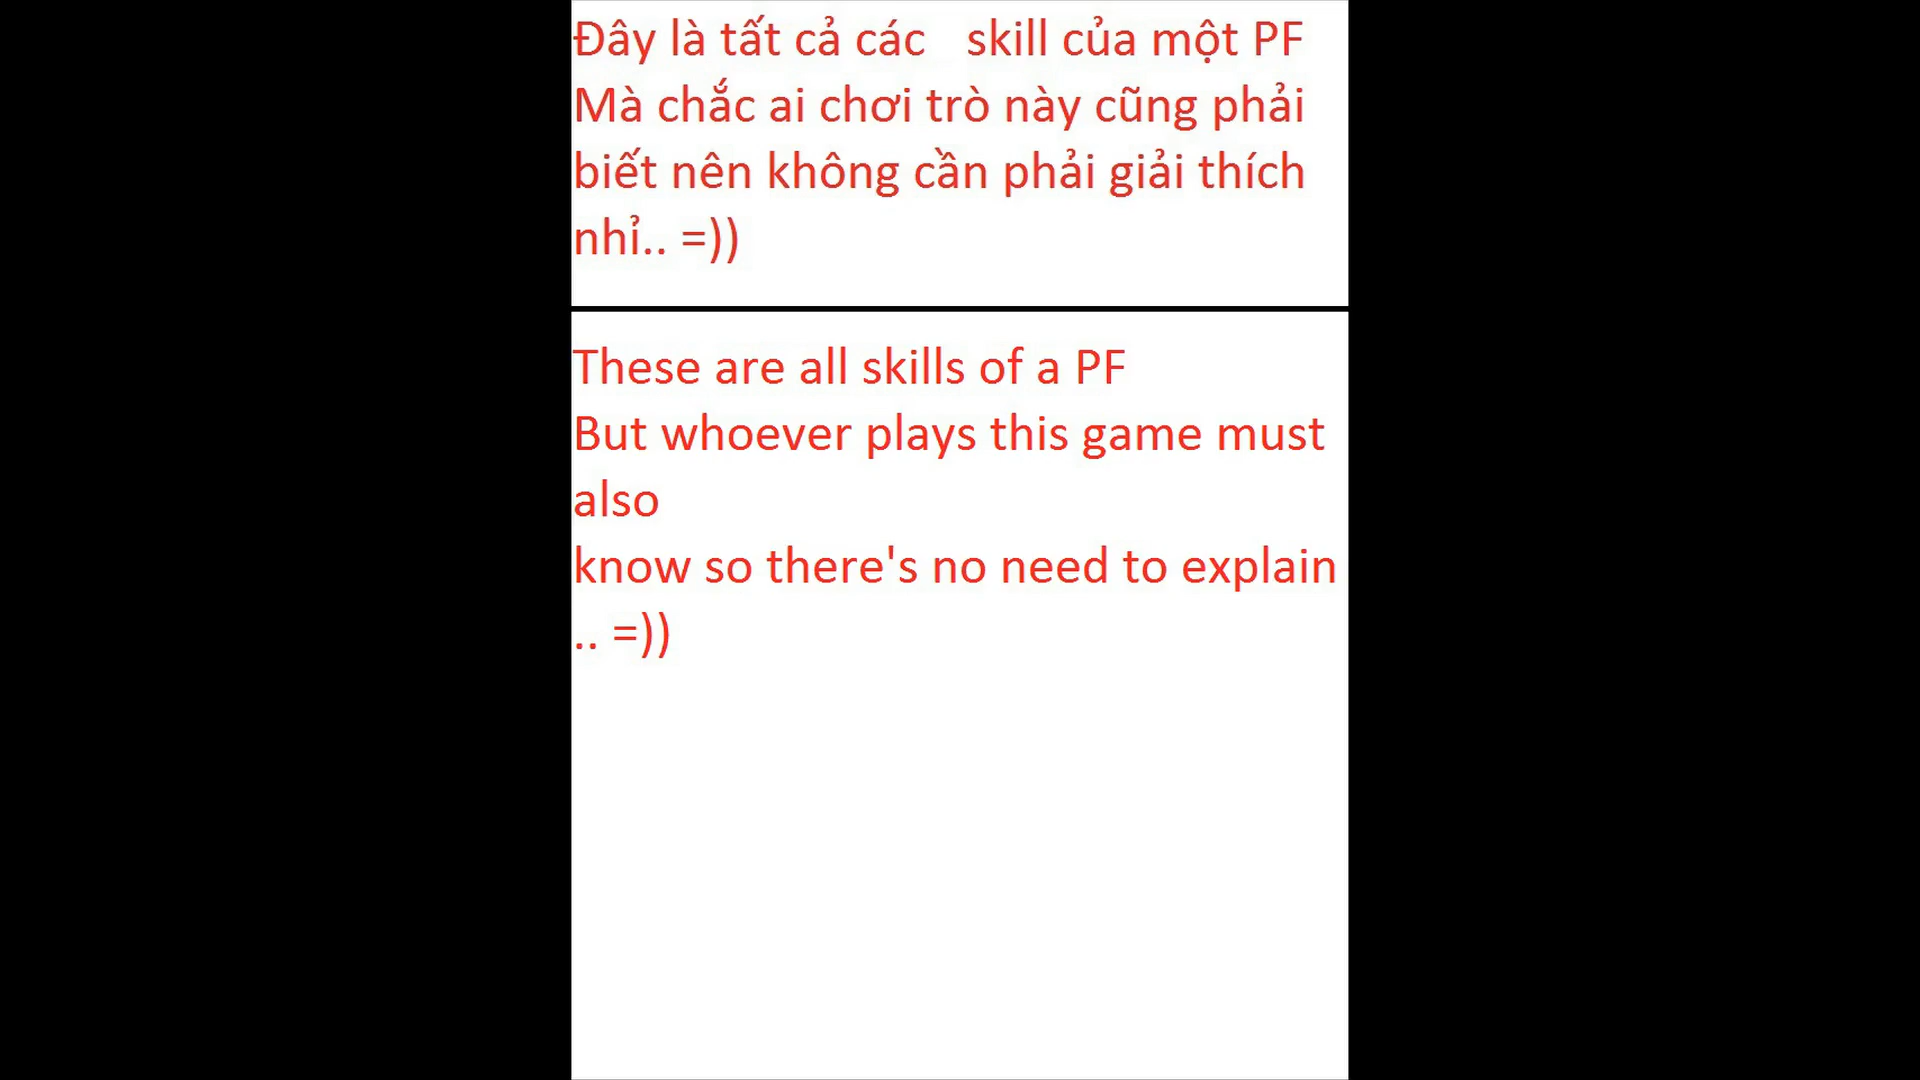 Đây là tất cả các   skill của một PF
Mà chắc ai chơi trò này cũng phải
biết nên không cần phải giải thích
nhỉ.. =))
These are all skills of a PF
But whoever plays this game must
also
know so there's no need to explain
.. =))